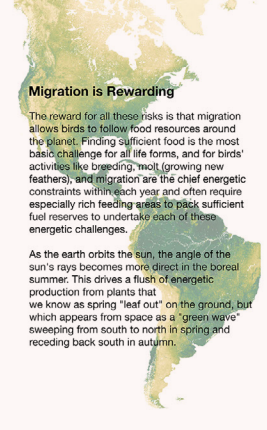 Migration is Rewarding
The reward for all these risks is that migration
allows birds to follow food resources around
the planet. Finding sufficient food is the most
basic challenge for all life forms, and for birds'
activities like breeding, molt (growing new
feathers), and migration are the chief energetic
constraints within each year and often require
especially rich feeding areas to pack sufficient
fuel reserves to undertake each of these
energetic challenges.
As the earth orbits the sun, the angle of the
sun's rays becomes more direct in the boreal
summer. This drives a flush of energetic
production from plants that
we know as spring "leaf out" on the ground, but
which appears from space as a "green wave"
sweeping from south to north in spring and
receding back south in autumn.